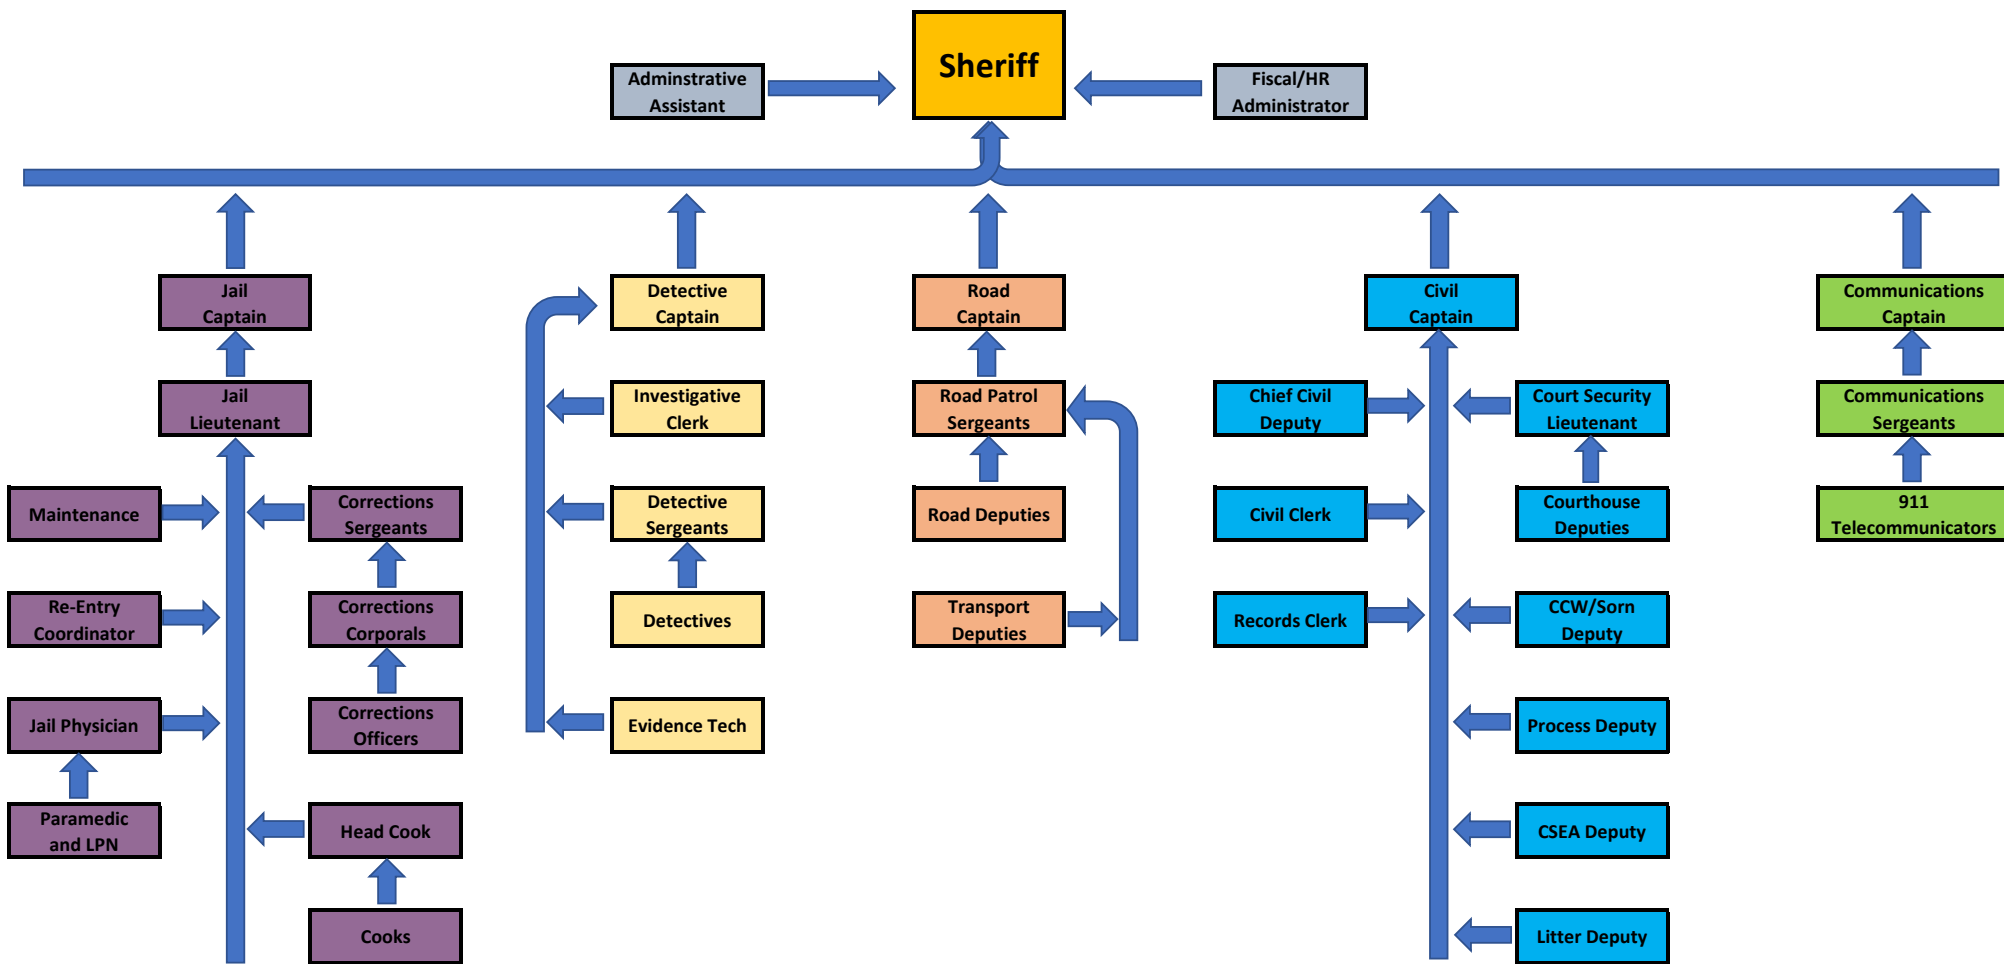 Sheriff
Adminstrative
Assistant
Fiscal/HR
Administrator
Jail
Captain
Detective
Captain
Road
Captain
Civil
Captain
Communications
Captain
Jail
Lieutenant
Investigative
Clerk
Road Patrol
Sergeants
Chief Civil
Deputy
Court Security
Lieutenant
Communications
Sergeants
Maintenance
Corrections
Sergeants
Detective
Sergeants
Road Deputies
Civil Clerk
Courthouse
Deputies
911
Telecommunicators
Re-Entry
Coordinator
Corrections
Corporals
Detectives
Transport
Deputies
Records Clerk
CCW/Sorn
Deputy
Jail Physician
Corrections
Officers
Evidence Tech
Process Deputy
Paramedic
and LPN
Head Cook
CSEA Deputy
Cooks
Litter Deputy